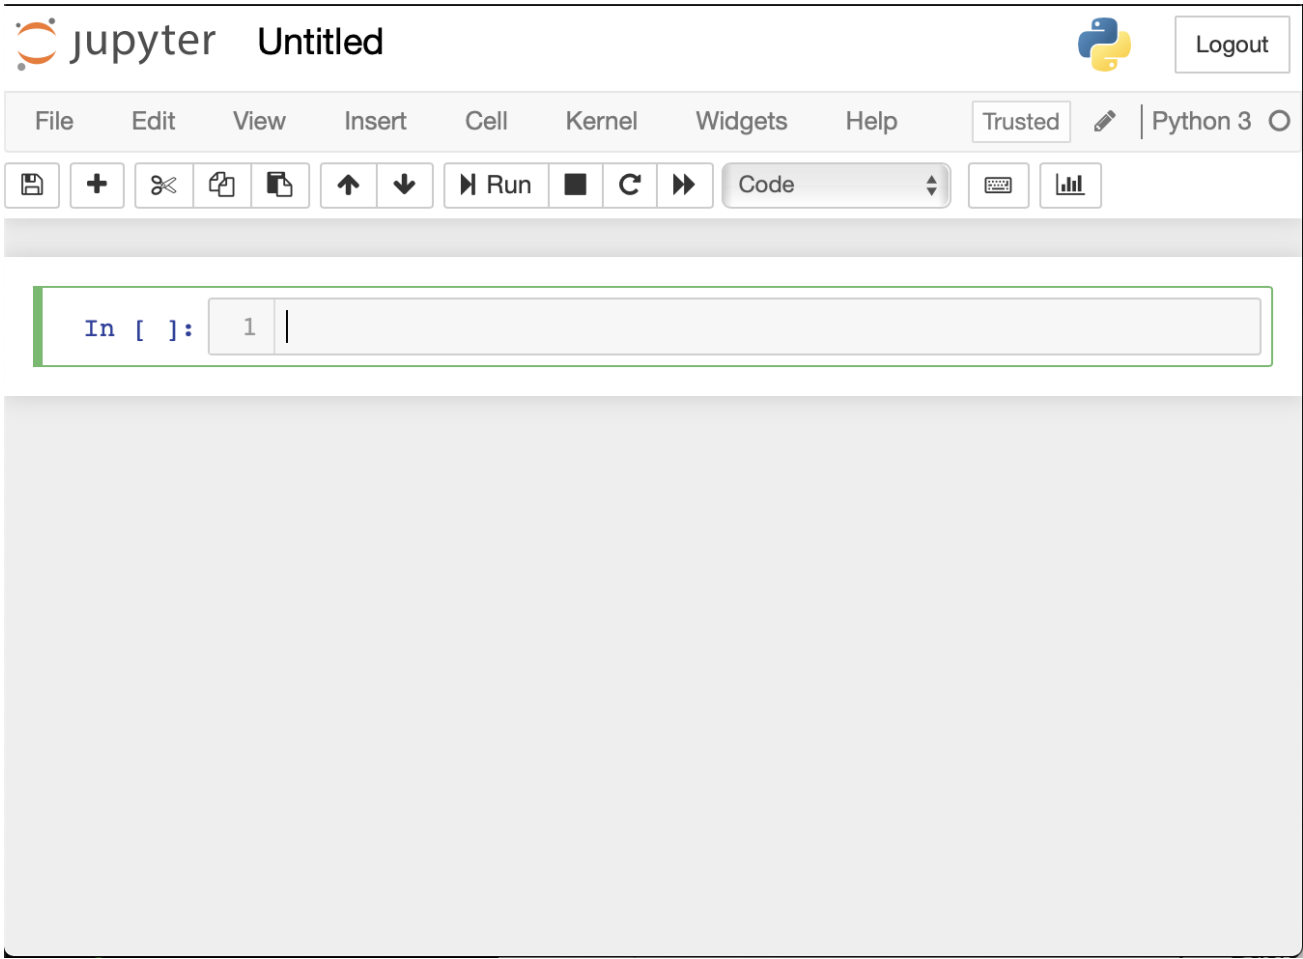 jupyter Untitled Logout
File Edit View Insert Cell Kernel Widgets Help Trusted Python 3
Run Code
In [ ]: 1